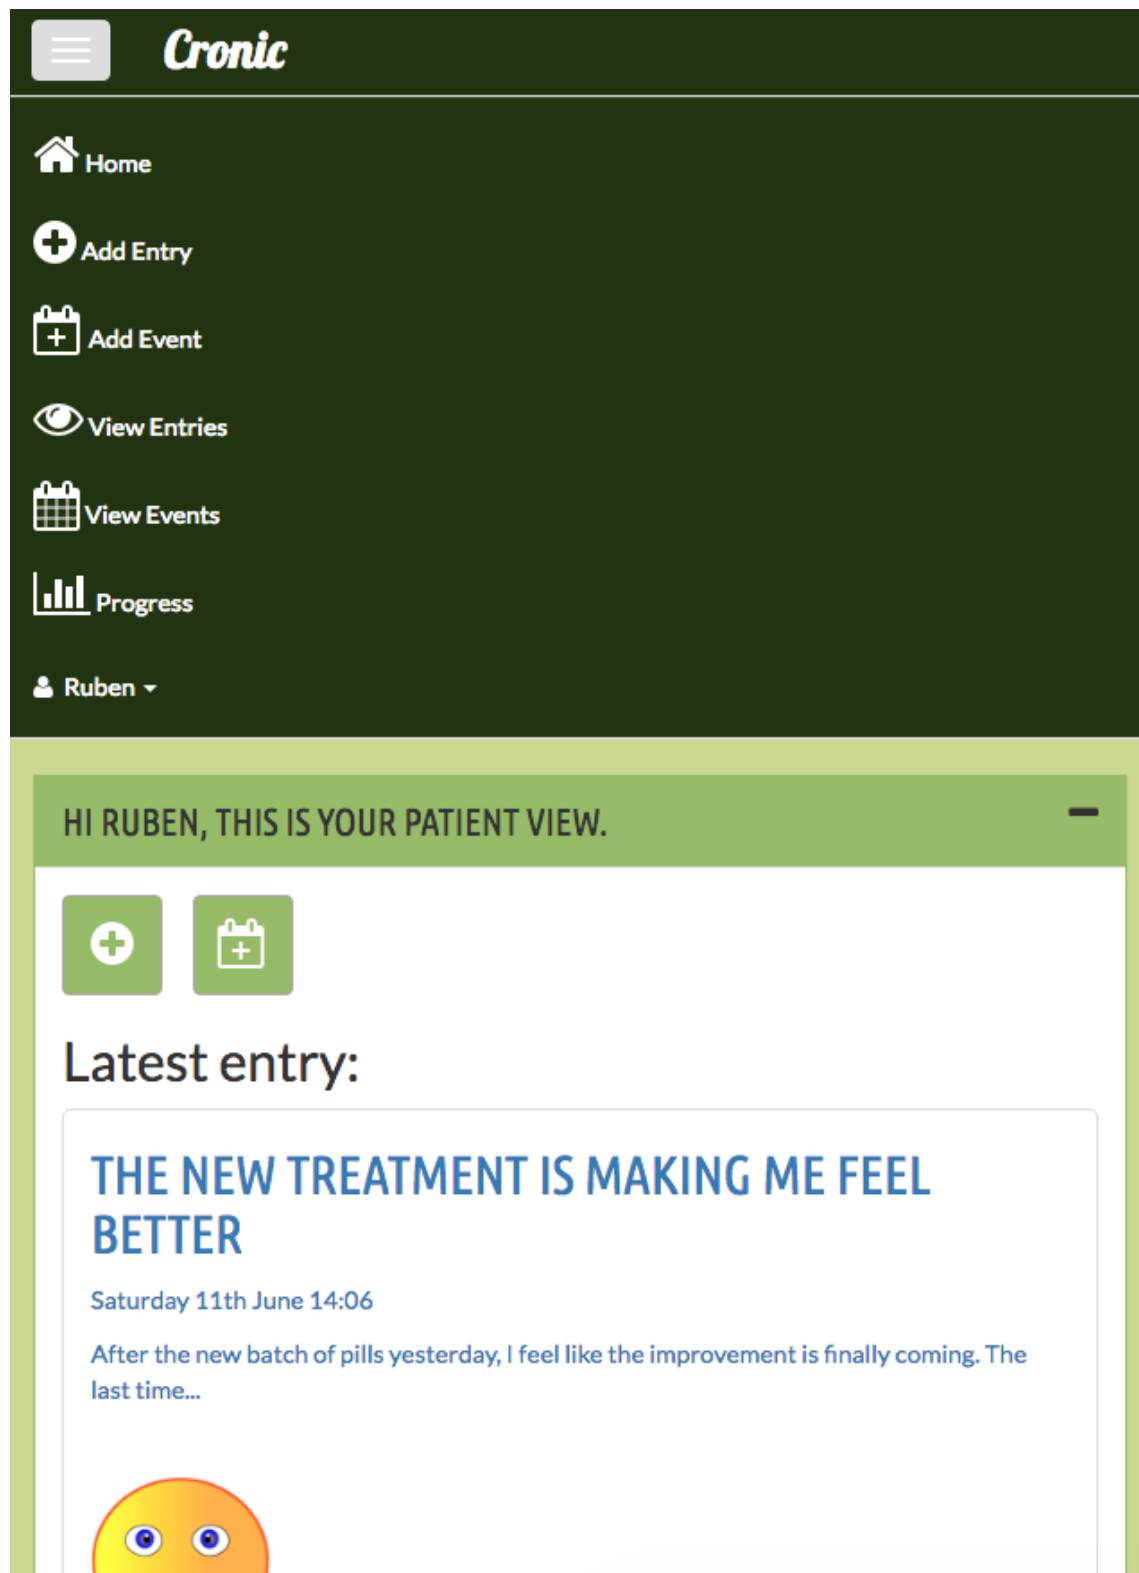 Cronic
Home
Add Entry
Add Event
View Entries
View Events
Progress
Ruben
HI RUBEN, THIS IS YOUR PATIENT VIEW.
Latest entry:
THE NEW TREATMENT IS MAKING ME FEEL
BETTER
Saturday 11th June 14:06
After the new batch of pills yesterday, I feel like the improvement is finally coming. The
last time...